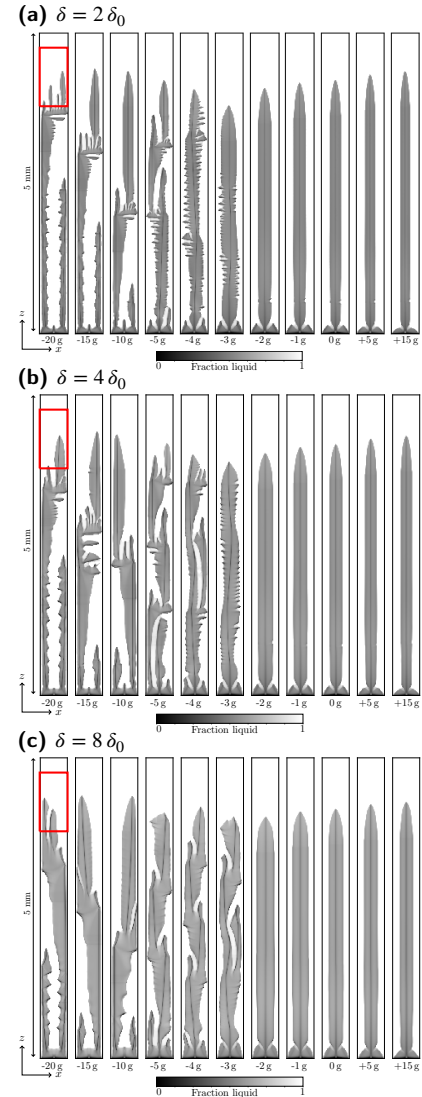 (a) δ = 2 δ₀
5 mm
z
x
-20 g -15 g -10 g -5 g -4 g -3 g -2 g -1 g 0 g +5 g +15 g
0 Fraction liquid 1
(b) δ = 4 δ₀
5 mm
z
x
-20 g -15 g -10 g -5 g -4 g -3 g -2 g -1 g 0 g +5 g +15 g
0 Fraction liquid 1
(c) δ = 8 δ₀
5 mm
z
x
-20 g -15 g -10 g -5 g -4 g -3 g -2 g -1 g 0 g +5 g +15 g
0 Fraction liquid 1